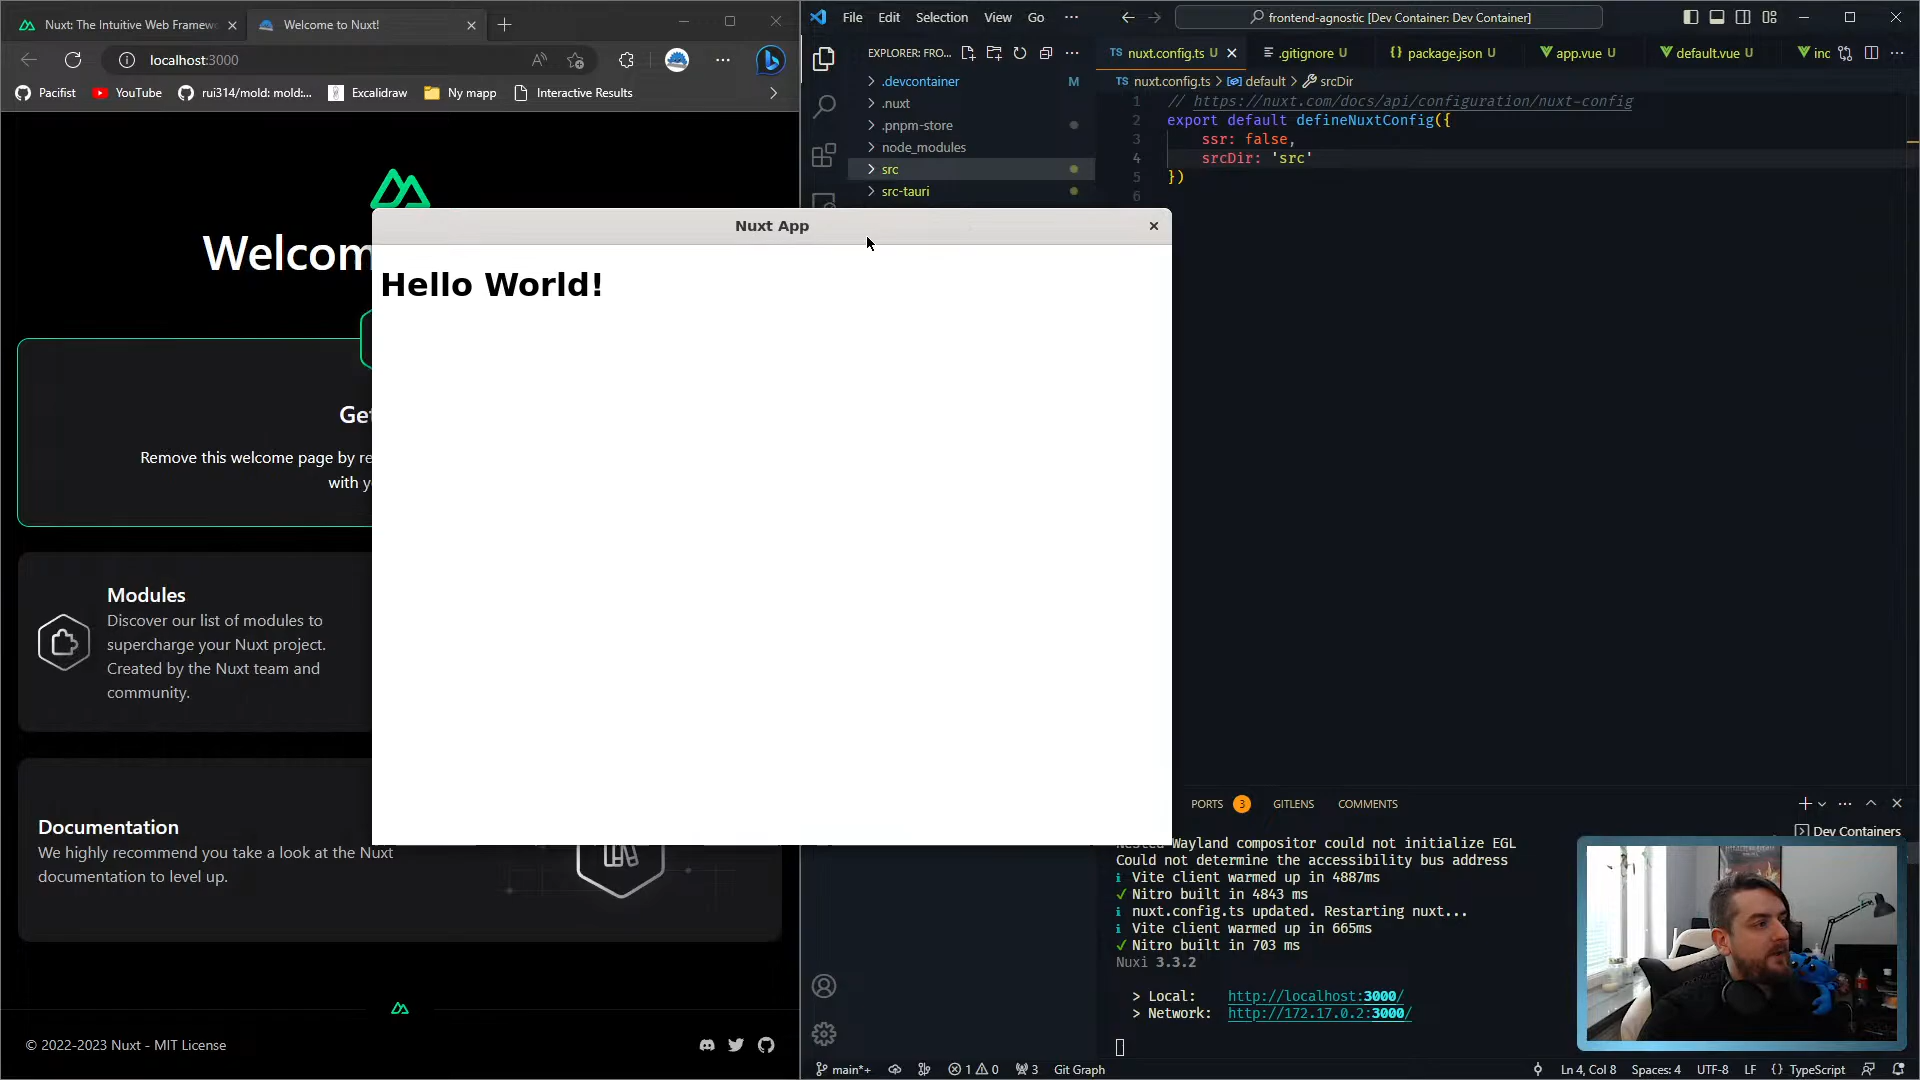 Nuxt: The Intuitive Web Framew
Welcome to Nuxt!
localhost:3000
Pacifist
YouTube
rui314/mold: mold:...
Excalidraw
Ny mapp
Interactive Results
Welcom
Get
Remove this welcome page by re
with y
Modules
Discover our list of modules to
supercharge your Nuxt project.
Created by the Nuxt team and
community.
Documentation
We highly recommend you take a look at the Nuxt
documentation to level up.
© 2022-2023 Nuxt - MIT License
Nuxt App
Hello World!
File Edit Selection View Go ···
frontend-agnostic [Dev Container: Dev Container]
EXPLORER: FRO...
.devcontainer M
.nuxt
.pnpm-store
node_modules
src
src-tauri
TS nuxt.config.ts U
.gitignore U
{} package.json U
app.vue U
default.vue U
inc
TS nuxt.config.ts > default > srcDir
1 // https://nuxt.com/docs/api/configuration/nuxt-config
2 export default defineNuxtConfig({
3 ssr: false,
4 srcDir: 'src'
5 })
6
PORTS 3 GITLENS COMMENTS
Dev Containers
Nested Wayland compositor could not initialize EGL
Could not determine the accessibility bus address
i Vite client warmed up in 4887ms
✓ Nitro built in 4843 ms
i nuxt.config.ts updated. Restarting nuxt...
i Vite client warmed up in 665ms
✓ Nitro built in 703 ms
Nuxi 3.3.2
> Local: http://localhost:3000/
> Network: http://172.17.0.2:3000/
main*+ 1 0 3 Git Graph
Ln 4, Col 8 Spaces: 4 UTF-8 LF {} TypeScript